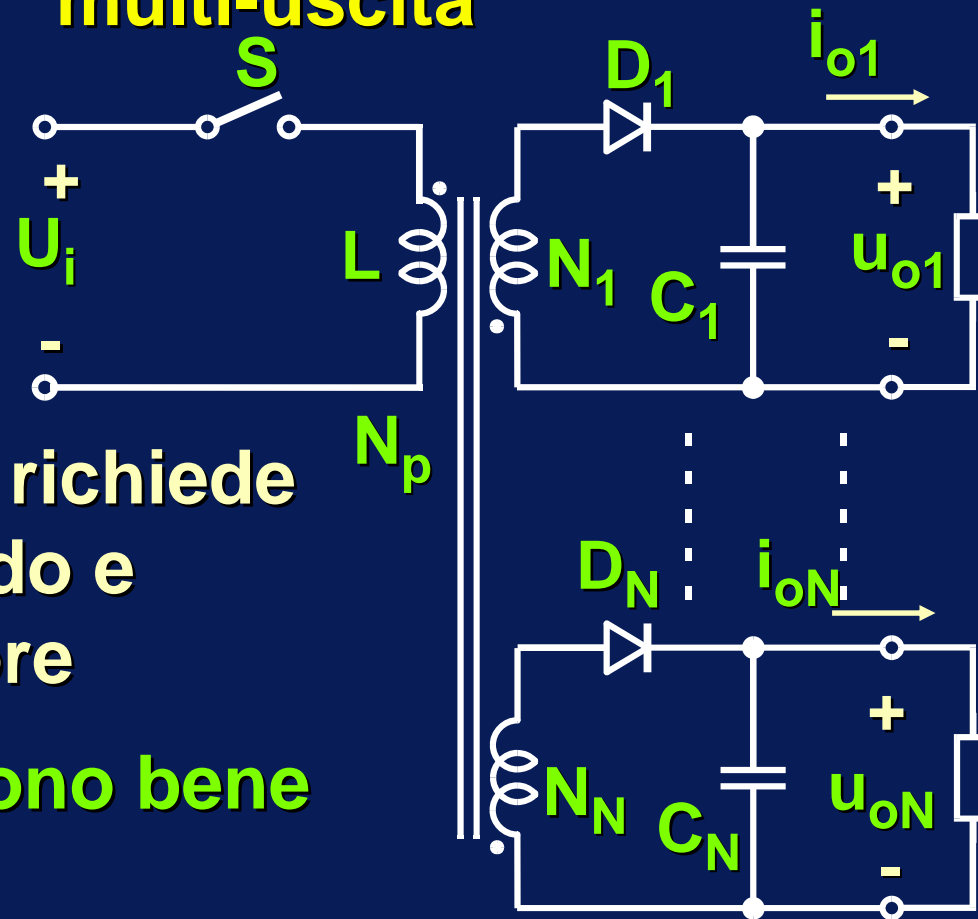 multi-uscita
S
D1
io1
+
Ui
-
L
N1
C1
+
uo1
-
Np
richiede
do e
re
ono bene
DN
ioN
NN
CN
+
uoN
-